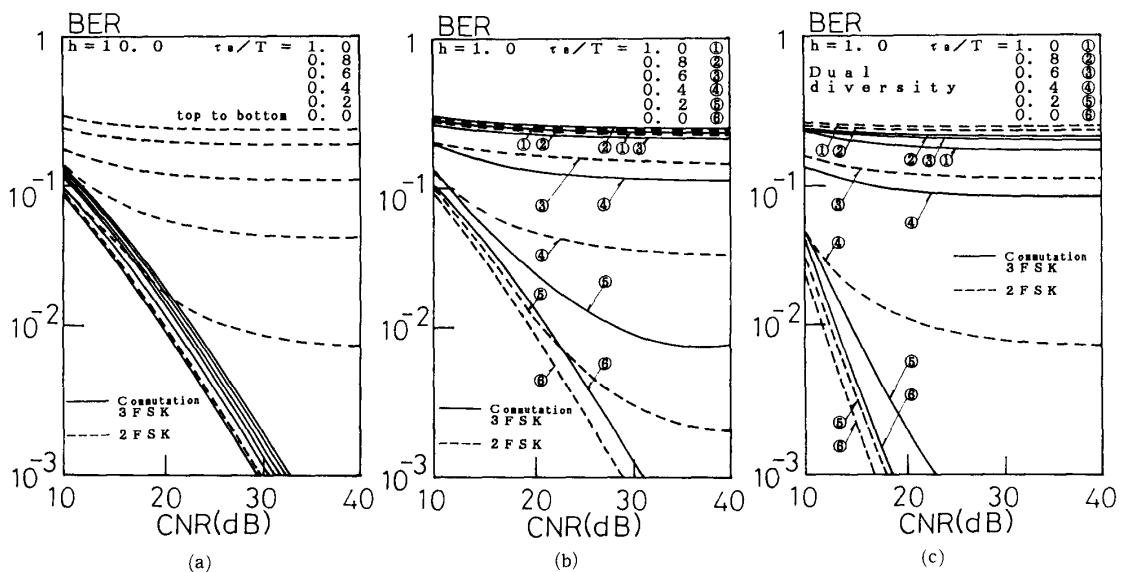 BER
1
h=10. 0 τs/T = 1. 0
0. 8
0. 6
0. 4
0. 2
top to bottom 0. 0
10-1
10-2
10-3
Commutation
3FSK
2FSK
10 20 30 40
CNR(dB)
(a)
BER
1
h=1. 0 τs/T = 1. 0 ①
0. 8 ②
0. 6 ③
0. 4 ④
0. 2 ⑤
0. 0 ⑥
① ② ② ① ③
10-1
③ ④
④ ⑤
⑤
10-2
⑥ ⑥
Commutation
3FSK
2FSK
10-3
10 20 30 40
CNR(dB)
(b)
BER
1
h=1. 0 τs/T = 1. 0 ①
0. 8 ②
Dual 0. 6 ③
diversity 0. 4 ④
0. 2 ⑤
0. 0 ⑥
① ② ② ③ ①
10-1
③ ④
④
Commutation
3FSK
2FSK
10-2
⑤
⑥
⑤
⑥
10-3
10 20 30 40
CNR(dB)
(c)